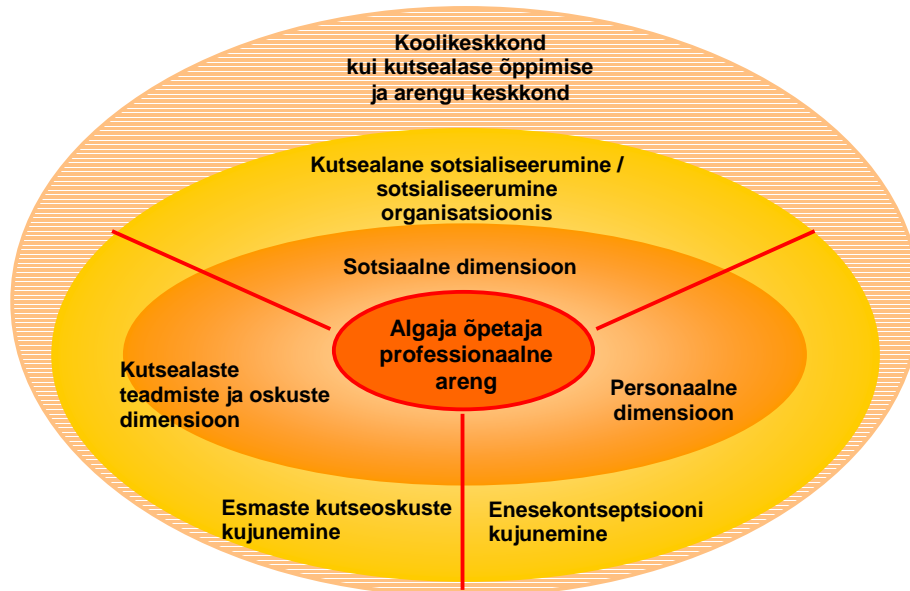 Koolikeskkond
kui kutsealase õppimise
ja arengu keskkond
Kutsealane sotsialiseerumine /
sotsialiseerumine
organisatsioonis
Sotsiaalne dimensioon
Algaja õpetaja
professionaalne
areng
Kutsealaste
teadmiste ja oskuste
dimensioon
Personaalne
dimensioon
Esmaste kutseoskuste
kujunemine
Enesekontseptsiooni
kujunemine